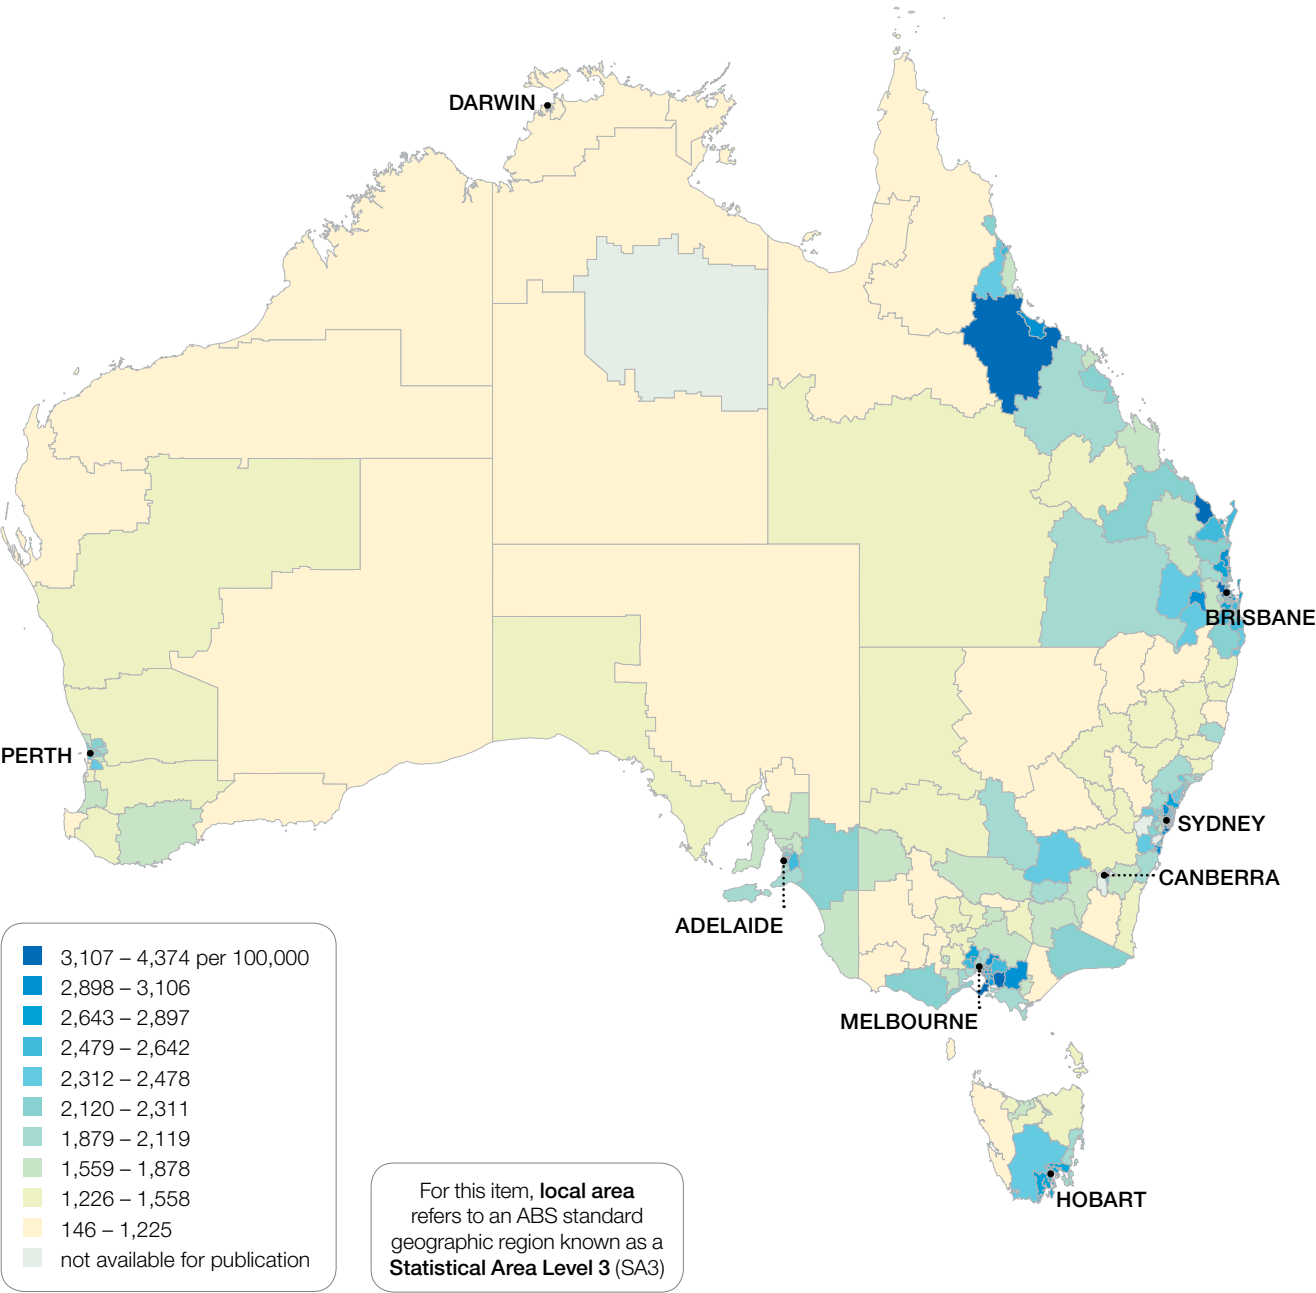 DARWIN
BRISBANE
PERTH
SYDNEY
CANBERRA
ADELAIDE
MELBOURNE
HOBART
3,107 – 4,374 per 100,000
2,898 – 3,106
2,643 – 2,897
2,479 – 2,642
2,312 – 2,478
2,120 – 2,311
1,879 – 2,119
1,559 – 1,878
1,226 – 1,558
146 – 1,225
not available for publication
For this item, local area
refers to an ABS standard
geographic region known as a
Statistical Area Level 3 (SA3)